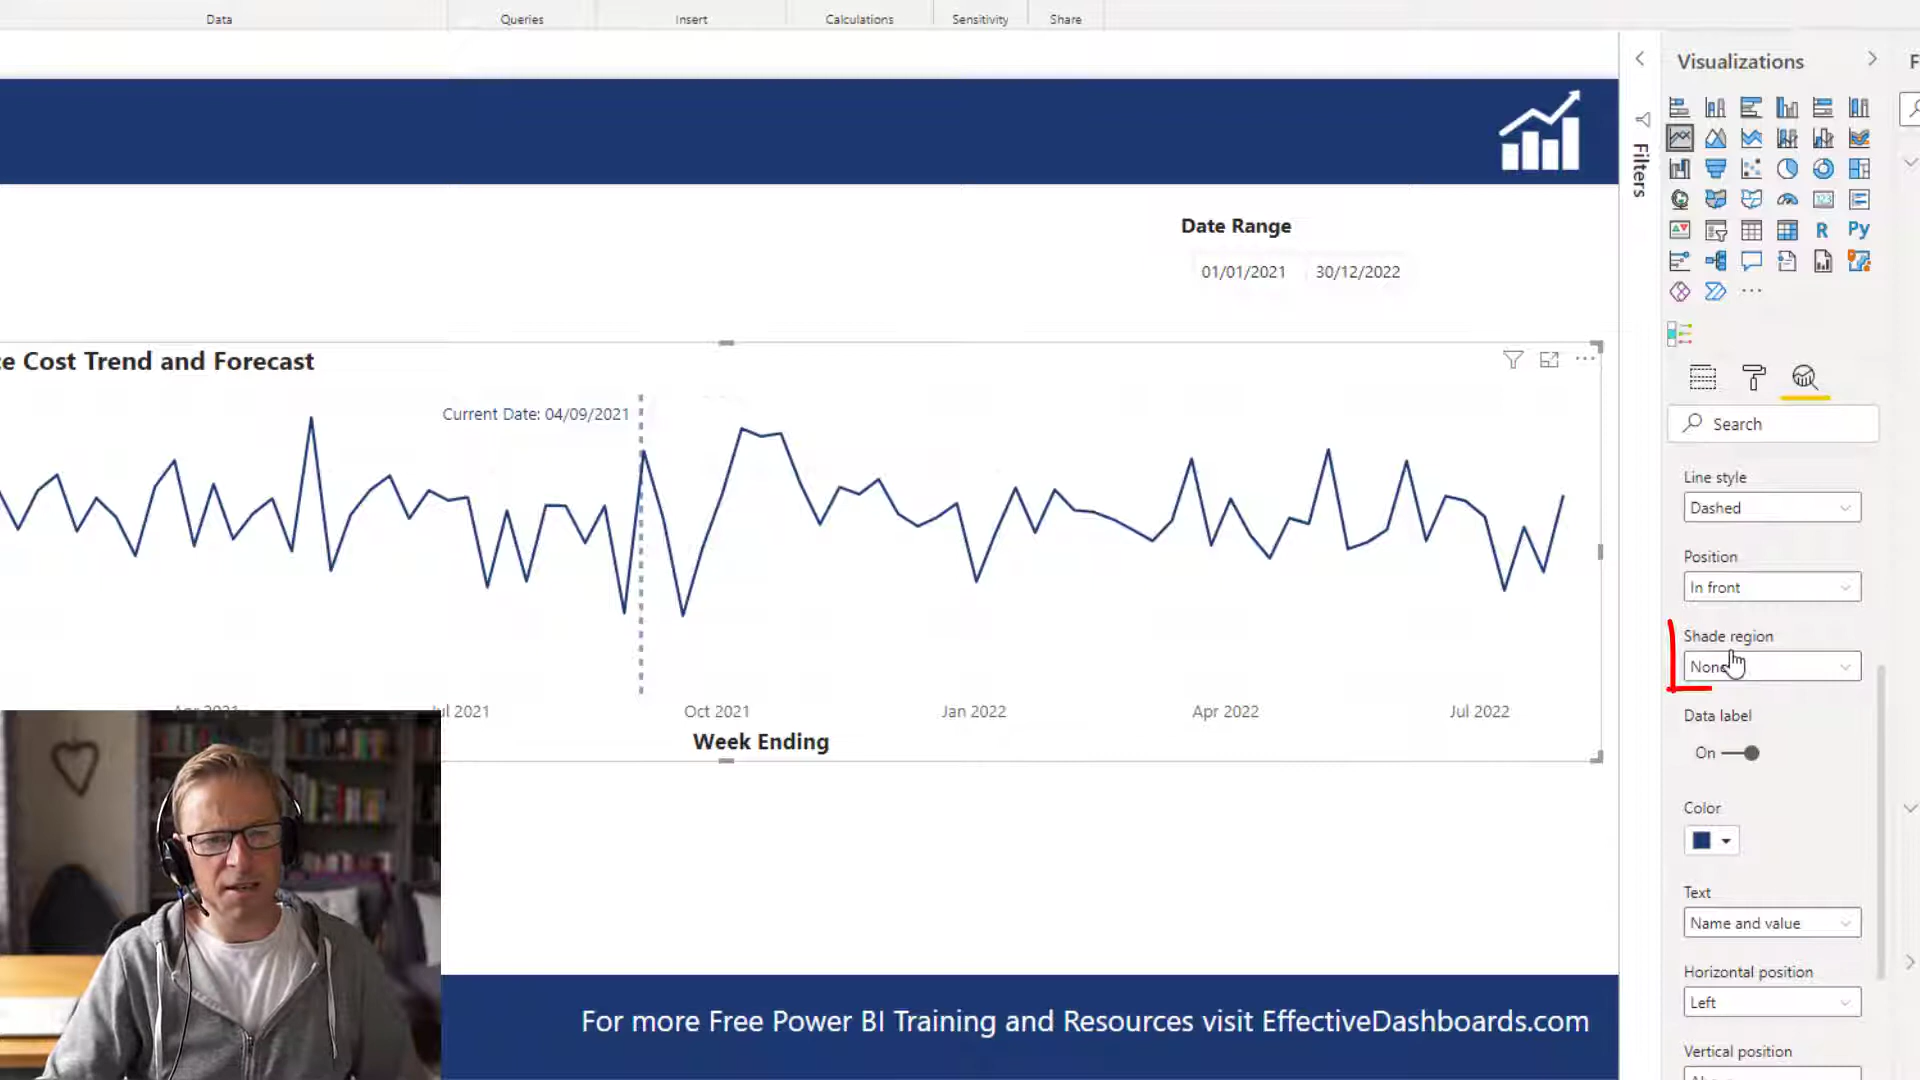 Data Queries Insert Calculations Sensitivity Share
Visualizations
Filters
R
Py
Date Range
01/01/2021 30/12/2022
e Cost Trend and Forecast
Current Date: 04/09/2021
Oct 2021 Jan 2022 Apr 2022 Jul 2022
Week Ending
Search
Line style
Dashed
Position
In front
Shade region
None
Data label
On
Color
Text
Name and value
Horizontal position
Left
Vertical position
For more Free Power BI Training and Resources visit EffectiveDashboards.com